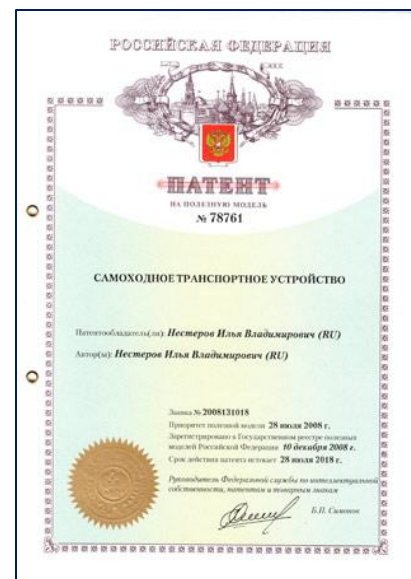 РОССИЙСКАЯ ФЕДЕРАЦИЯ
ПАТЕНТ
НА ПОЛЕЗНУЮ МОДЕЛЬ
№ 78761
САМОХОДНОЕ ТРАНСПОРТНОЕ УСТРОЙСТВО
Патентообладатель(ли): Нестеров Илья Владимирович (RU)
Автор(ы): Нестеров Илья Владимирович (RU)
Заявка № 2008131018
Приоритет полезной модели 28 июля 2008 г.
Зарегистрировано в Государственном реестре полезных
моделей Российской Федерации 10 декабря 2008 г.
Срок действия патента истекает 28 июля 2018 г.
Руководитель Федеральной службы по интеллектуальной
собственности, патентам и товарным знакам
Б.П. Симонов